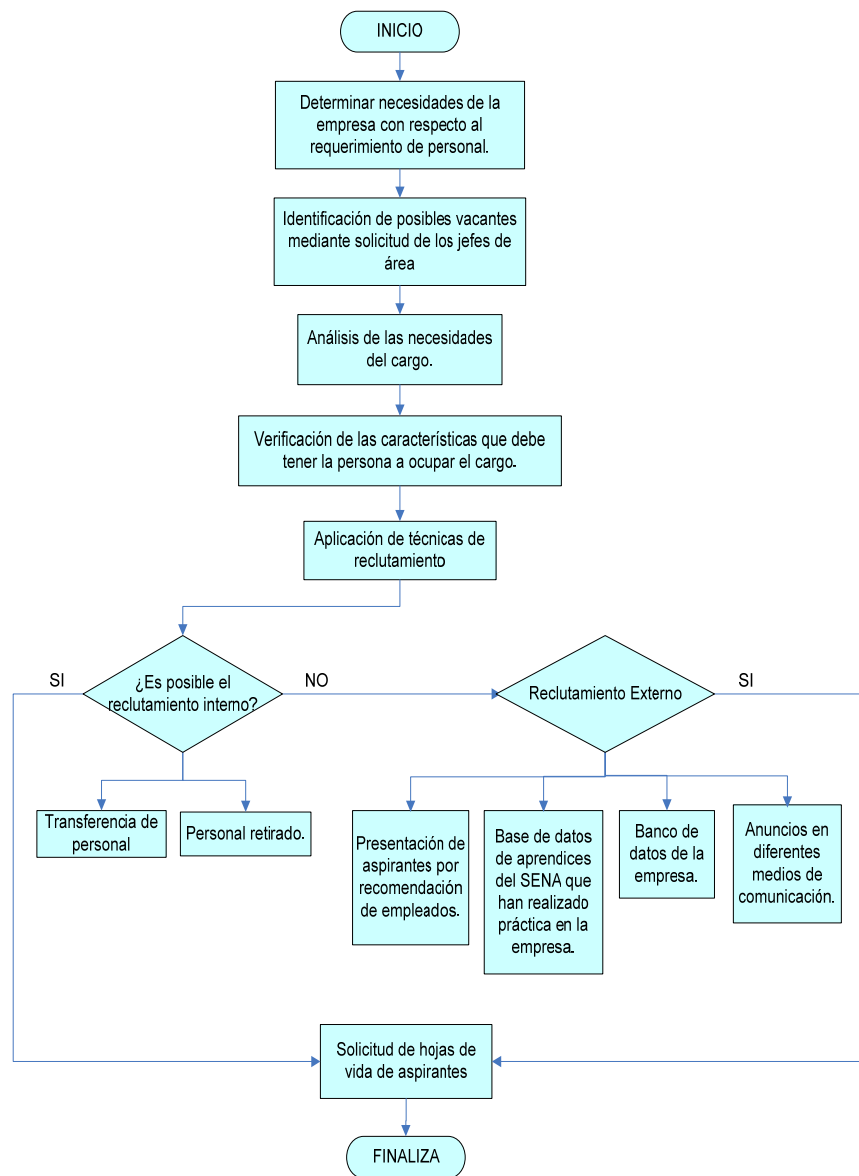 INICIO
Determinar necesidades de la
empresa con respecto al
requerimiento de personal.
Identificación de posibles vacantes
mediante solicitud de los jefes de
área
Análisis de las necesidades
del cargo.
Verificación de las características que debe
tener la persona a ocupar el cargo.
Aplicación de técnicas de
reclutamiento
SI
¿Es posible el
reclutamiento interno?
NO
Reclutamiento Externo
SI
Transferencia de
personal
Personal retirado.
Presentación de
aspirantes por
recomendación
de empleados.
Base de datos
de aprendices
del SENA que
han realizado
práctica en la
empresa.
Banco de
datos de la
empresa.
Anuncios en
diferentes
medios de
comunicación.
Solicitud de hojas de
vida de aspirantes
FINALIZA